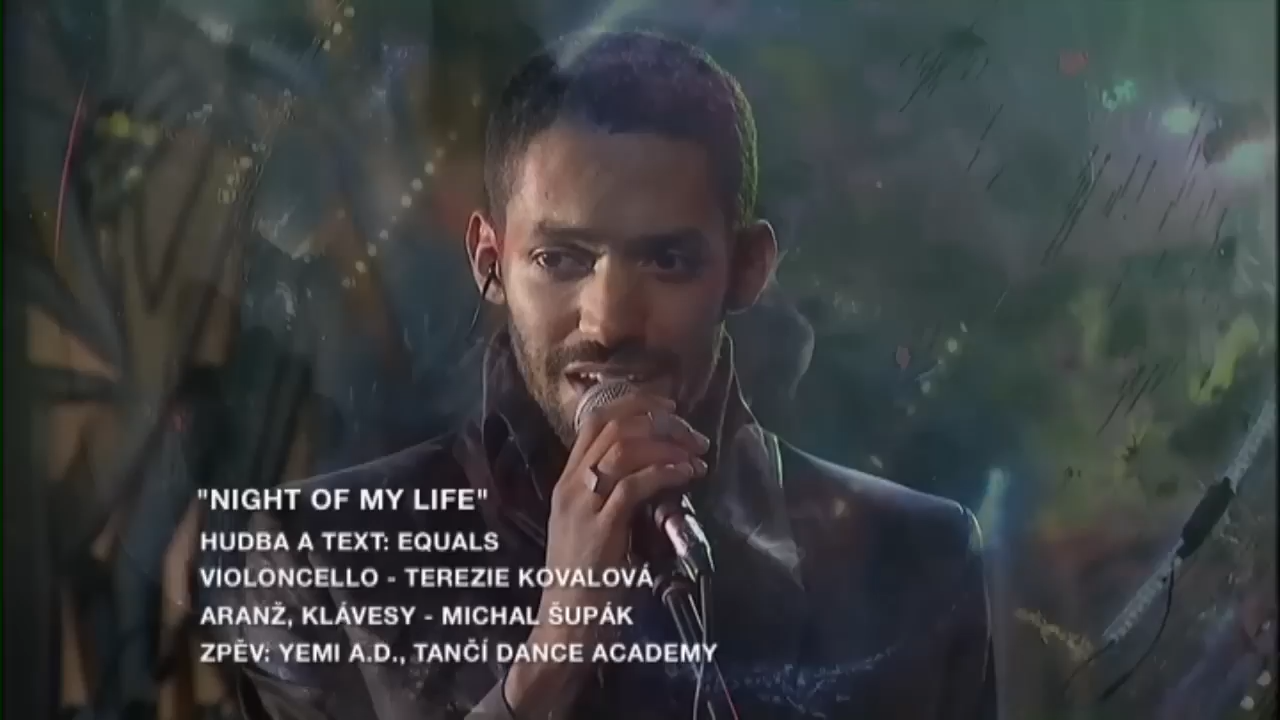 "NIGHT OF MY LIFE"
HUDBA A TEXT: EQUALS
VIOLONCELLO - TEREZIE KOVALOVÁ
ARANŽ, KLÁVESY - MICHAL ŠUPÁK
ZPĚV: YEMI A.D., TANČÍ DANCE ACADEMY